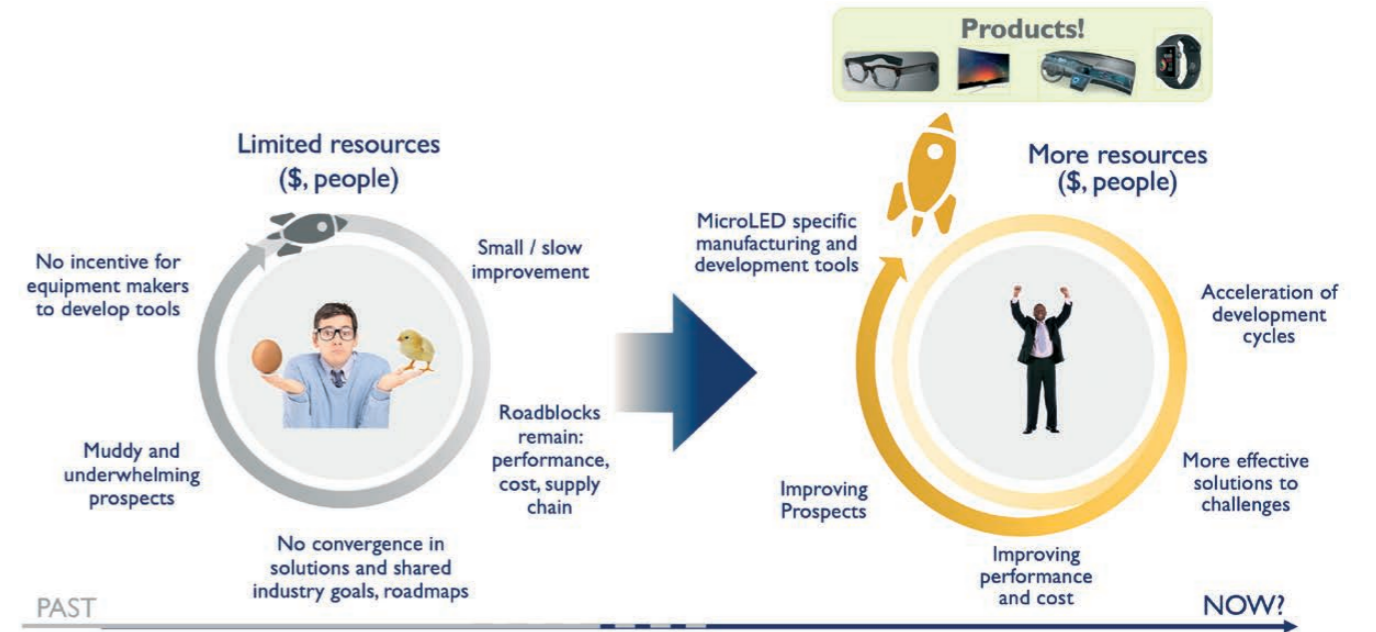 Products!
Limited resources
($, people)
No incentive for
equipment makers
to develop tools
Small / slow
improvement
Muddy and
underwhelming
prospects
Roadblocks
remain:
performance,
cost, supply
chain
No convergence in
solutions and shared
industry goals, roadmaps
More resources
($, people)
MicroLED specific
manufacturing and
development tools
Acceleration of
development
cycles
Improving
Prospects
More effective
solutions to
challenges
Improving
performance
and cost
PAST
NOW?